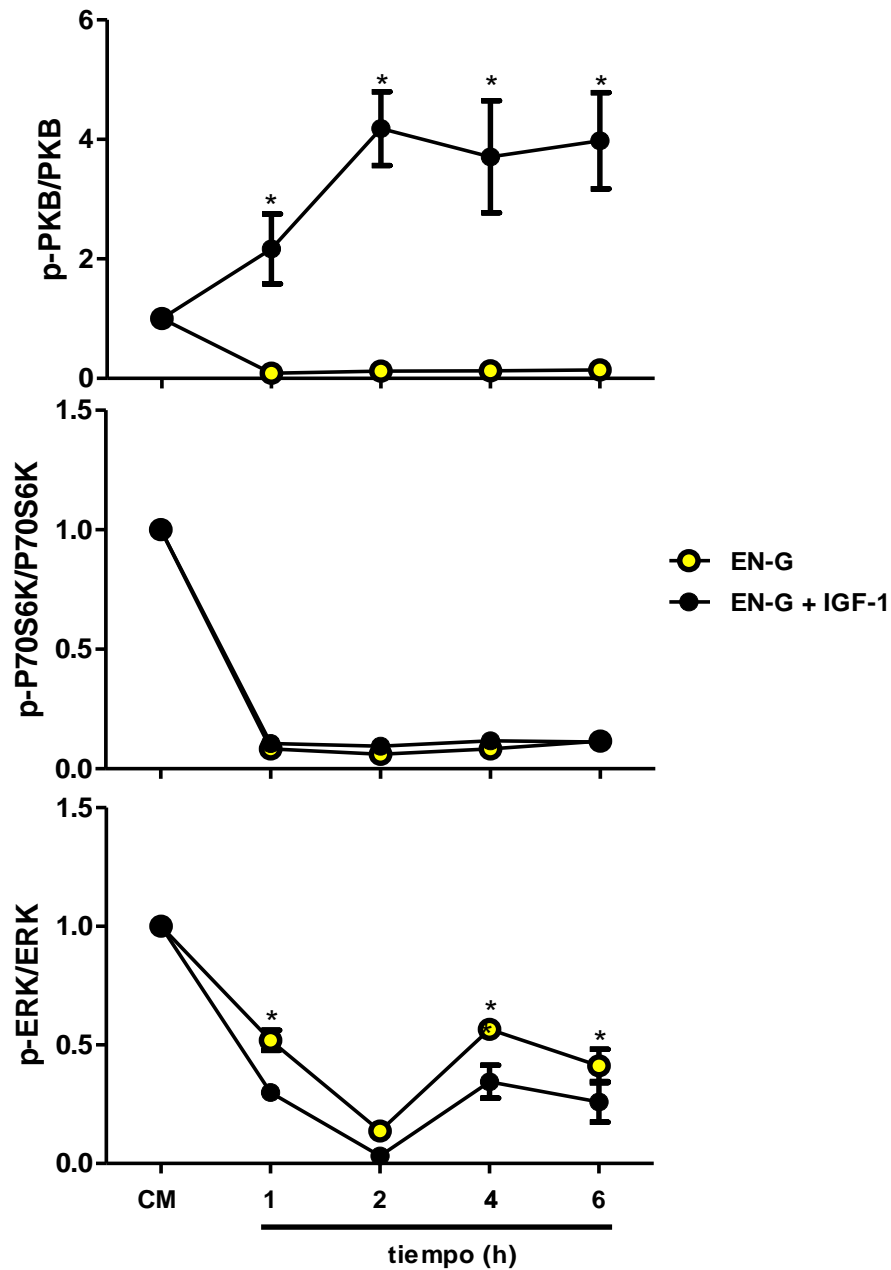 6
4
2
0
p-PKB/PKB
*
*
*
*
1.5
1.0
0.5
0.0
p-P70S6K/P70S6K
EN-G
EN-G + IGF-1
1.5
1.0
0.5
0.0
p-ERK/ERK
*
*
*
*
CM 1 2 4 6
tiempo (h)